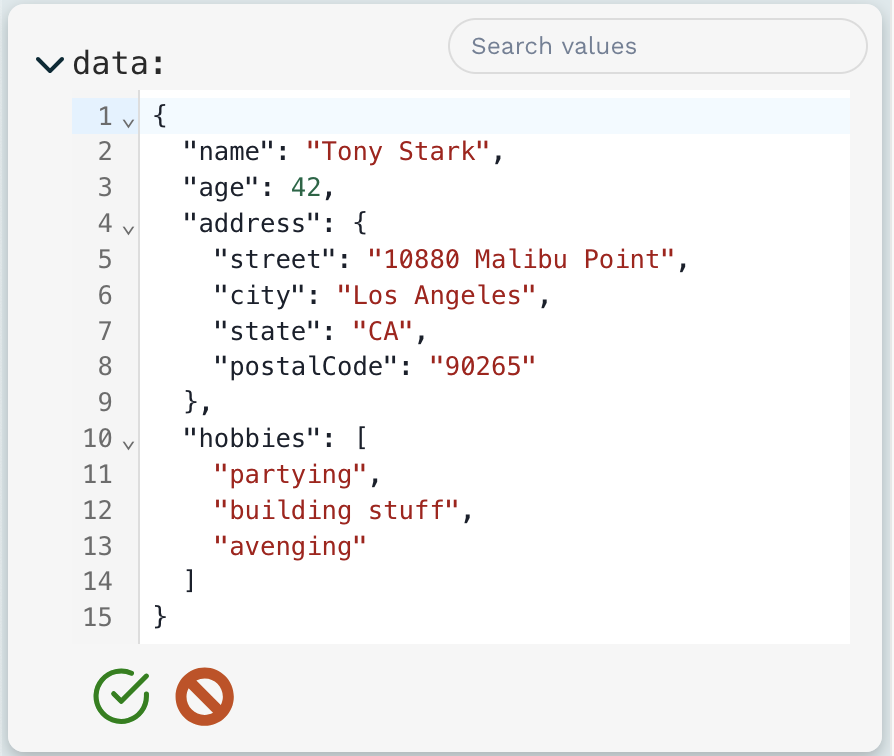 Search values
data:
1 {
2 "name": "Tony Stark",
3 "age": 42,
4 "address": {
5 "street": "10880 Malibu Point",
6 "city": "Los Angeles",
7 "state": "CA",
8 "postalCode": "90265"
9 },
10 "hobbies": [
11 "partying",
12 "building stuff",
13 "avenging"
14 ]
15 }